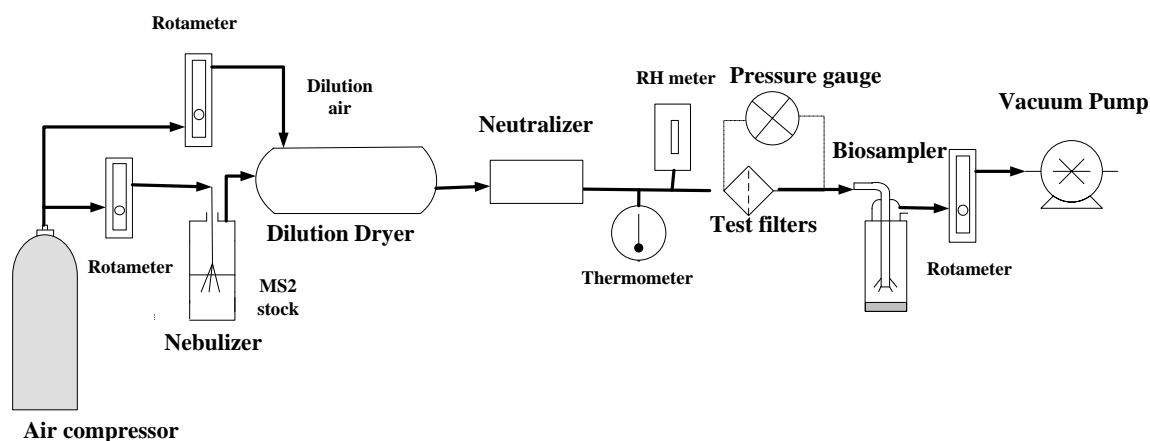 Rotameter
Dilution
air
RH meter
Pressure gauge
Vacuum Pump
Neutralizer
Biosampler
Dilution Dryer
Test filters
Rotameter
MS2
stock
Thermometer
Rotameter
Nebulizer
Air compressor